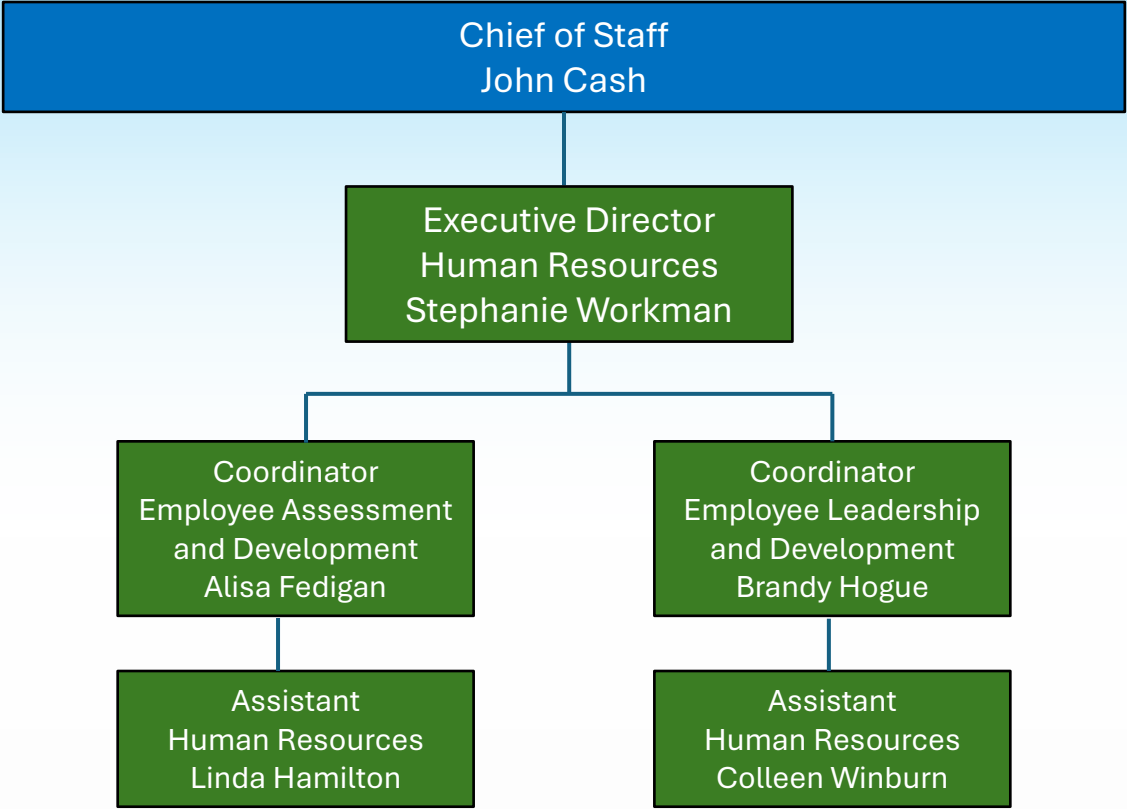 Chief of Staff
John Cash
Executive Director
Human Resources
Stephanie Workman
Coordinator
Employee Assessment
and Development
Alisa Fedigan
Coordinator
Employee Leadership
and Development
Brandy Hogue
Assistant
Human Resources
Linda Hamilton
Assistant
Human Resources
Colleen Winburn